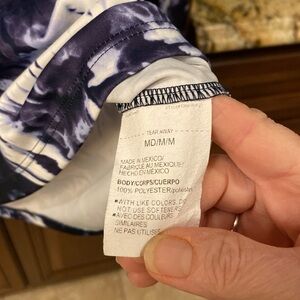 TEAR AWAY
MD/M/M
MADE IN MEXICO/
FABRIQUÉ AU MEXIQUE/
HECHO EN MEXICO
BODY/CORPS/CUERPO
100% POLYESTER/poliéster
*WITH LIKE COLORS. DO
NOT USE SOFTENERS
*AVEC DES COULEURS
SIMILAIRES
NE PAS UTILIS